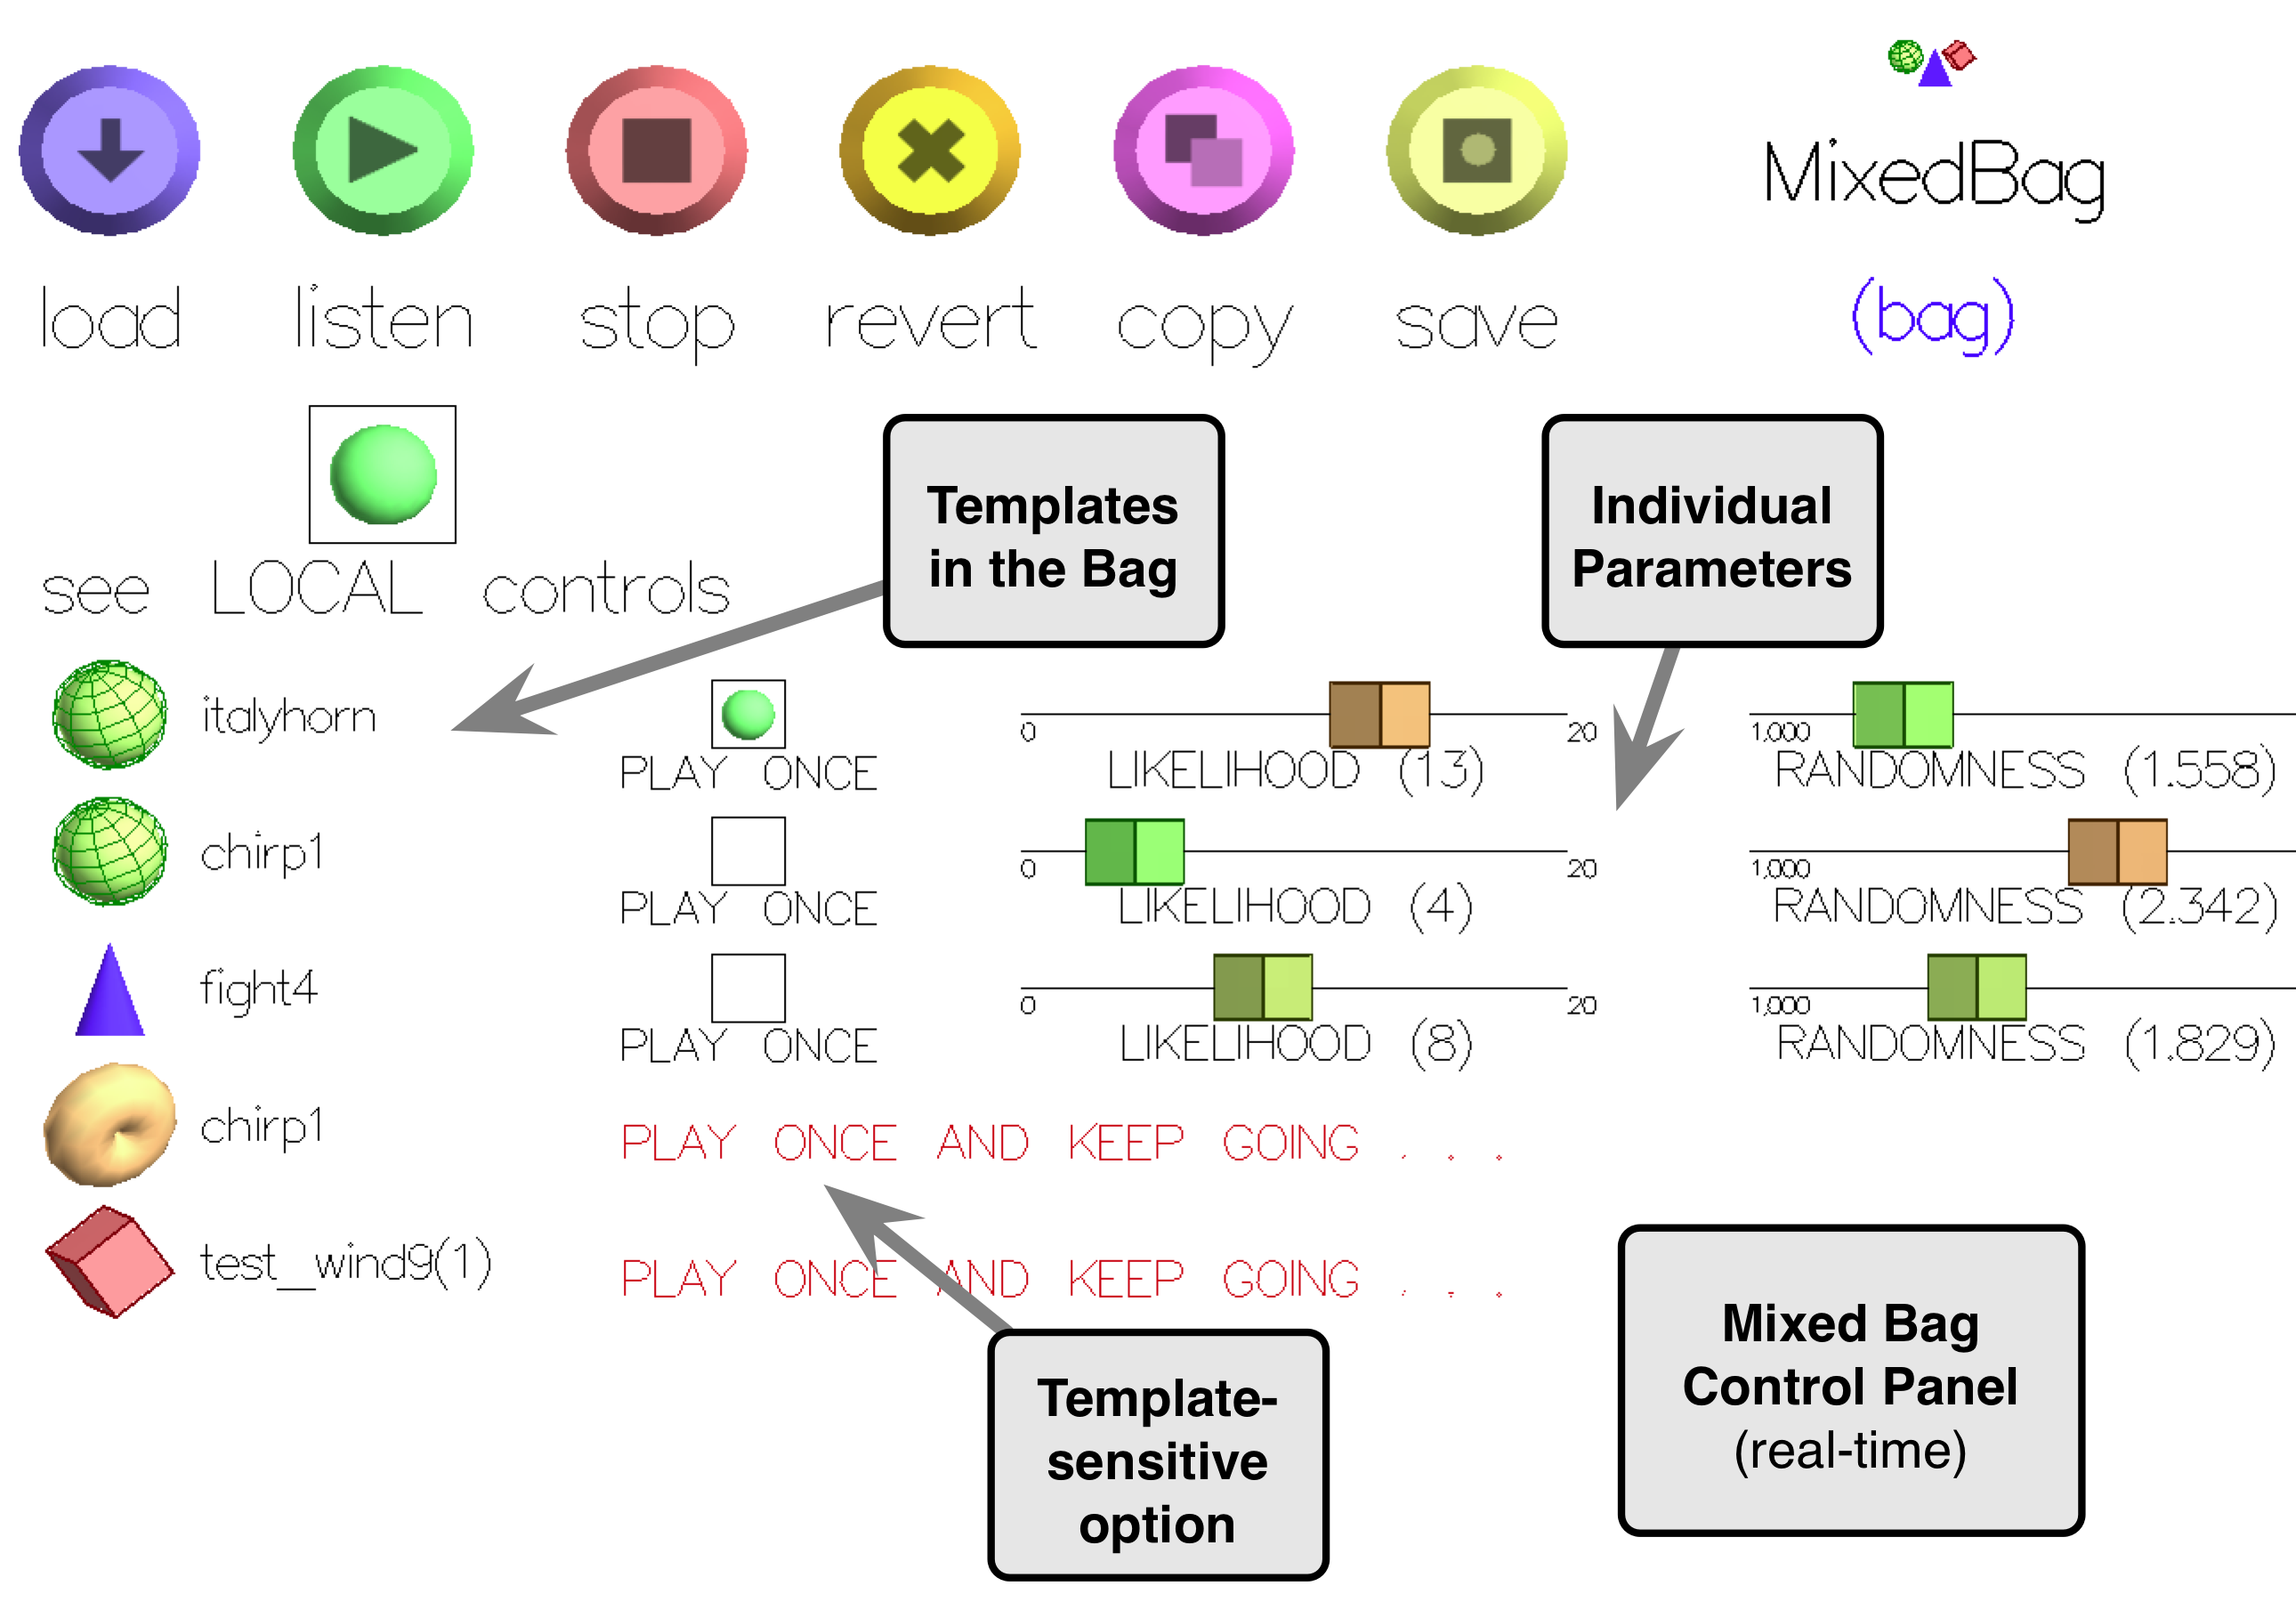 MixedBag
load listen stop revert copy save (bag)
see LOCAL controls
Templates
in the Bag
Individual
Parameters
italyhorn
PLAY ONCE
0 20
LIKELIHOOD (13)
1.000
RANDOMNESS (1.558)
chirp1
PLAY ONCE
0 20
LIKELIHOOD (4)
1.000
RANDOMNESS (2.342)
fight4
PLAY ONCE
0 20
LIKELIHOOD (8)
1.000
RANDOMNESS (1.829)
chirp1
PLAY ONCE AND KEEP GOING . . .
test_wind9(1)
PLAY ONCE AND KEEP GOING . . .
Template-
sensitive
option
Mixed Bag
Control Panel
(real-time)